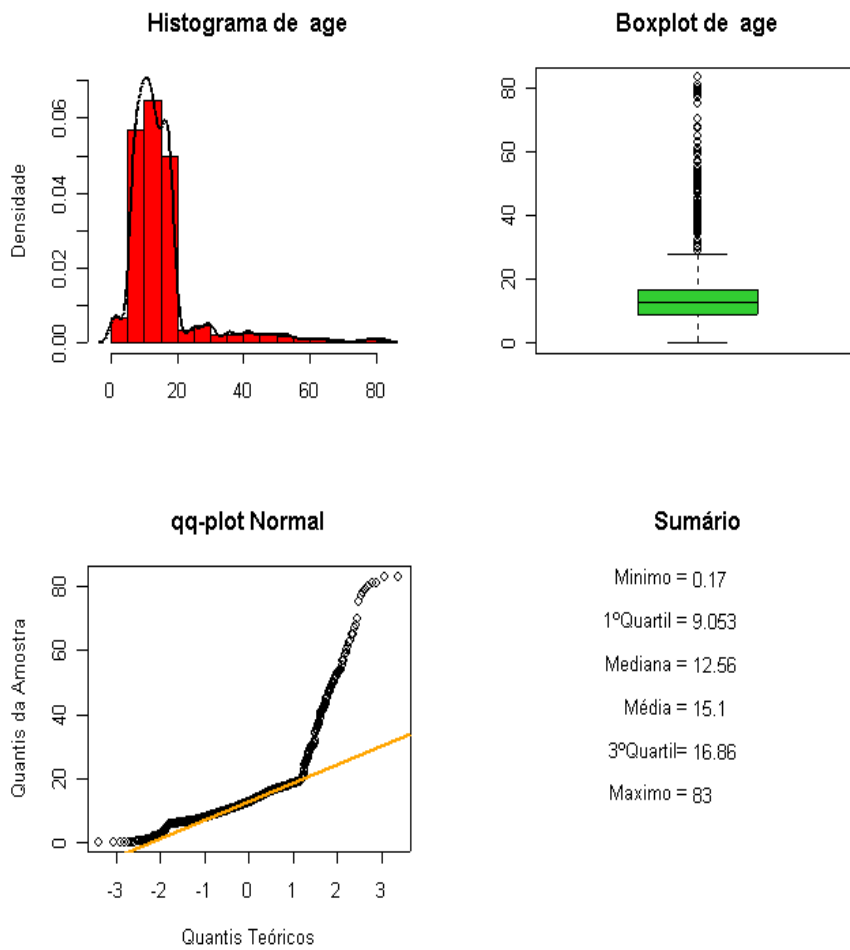 Histograma de age
Densidade
0.00 0.02 0.04 0.06
0 20 40 60 80
Boxplot de age
0 20 40 60 80
qq-plot Normal
Quantis da Amostra
0 20 40 60 80
-3 -2 -1 0 1 2 3
Quantis Teóricos
Sumário
Minimo = 0.17
1ºQuartil = 9.053
Mediana = 12.56
Média = 15.1
3ºQuartil= 16.86
Maximo = 83